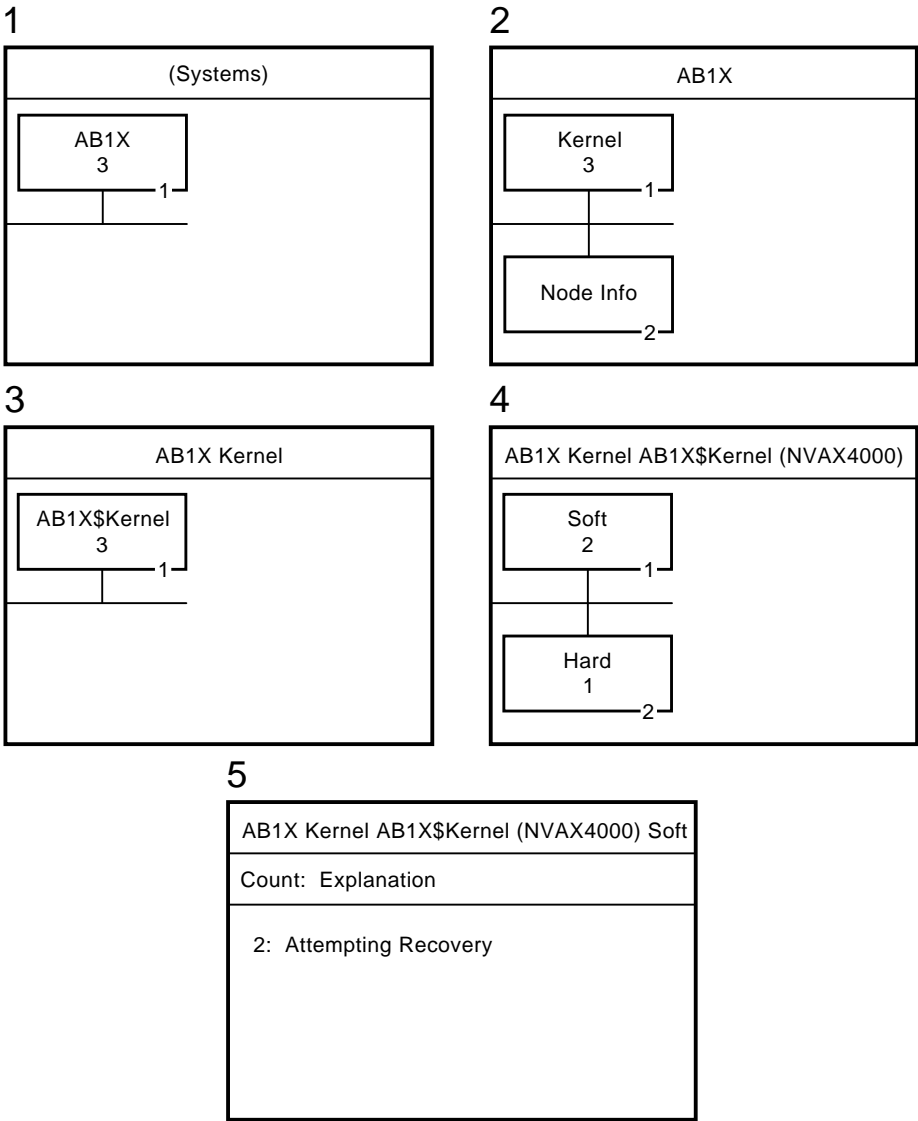 1
(Systems)
AB1X
3
1
2
AB1X
Kernel
3
1
Node Info
2
3
AB1X Kernel
AB1X$Kernel
3
1
4
AB1X Kernel AB1X$Kernel (NVAX4000)
Soft
2
1
Hard
1
2
5
AB1X Kernel AB1X$Kernel (NVAX4000) Soft
Count: Explanation
2: Attempting Recovery